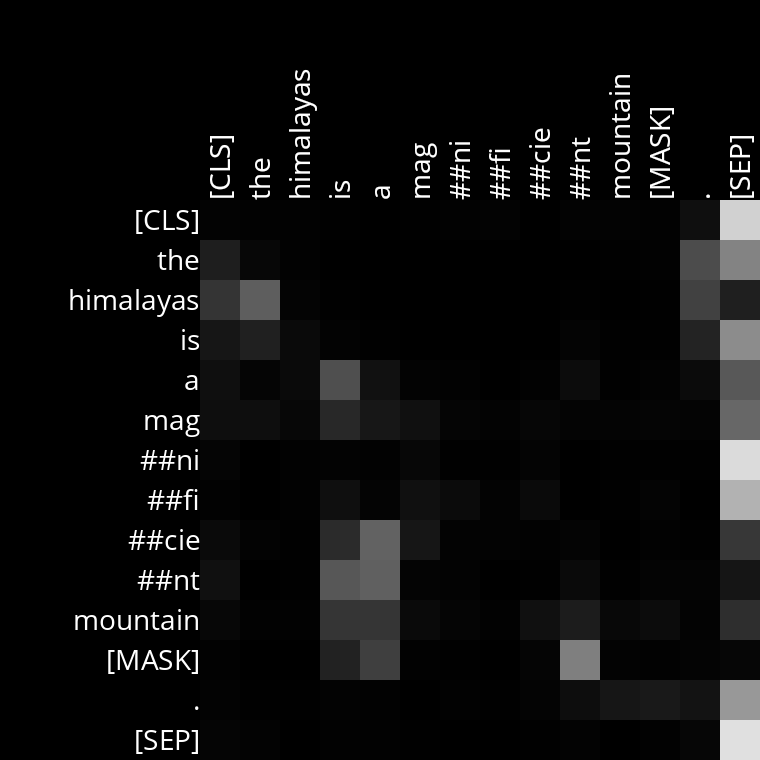 [CLS] the himalayas is a mag ##ni ##fi ##cie ##nt mountain [MASK] . [SEP]
[CLS]
the
himalayas
is
a
mag
##ni
##fi
##cie
##nt
mountain
[MASK]
.
[SEP]